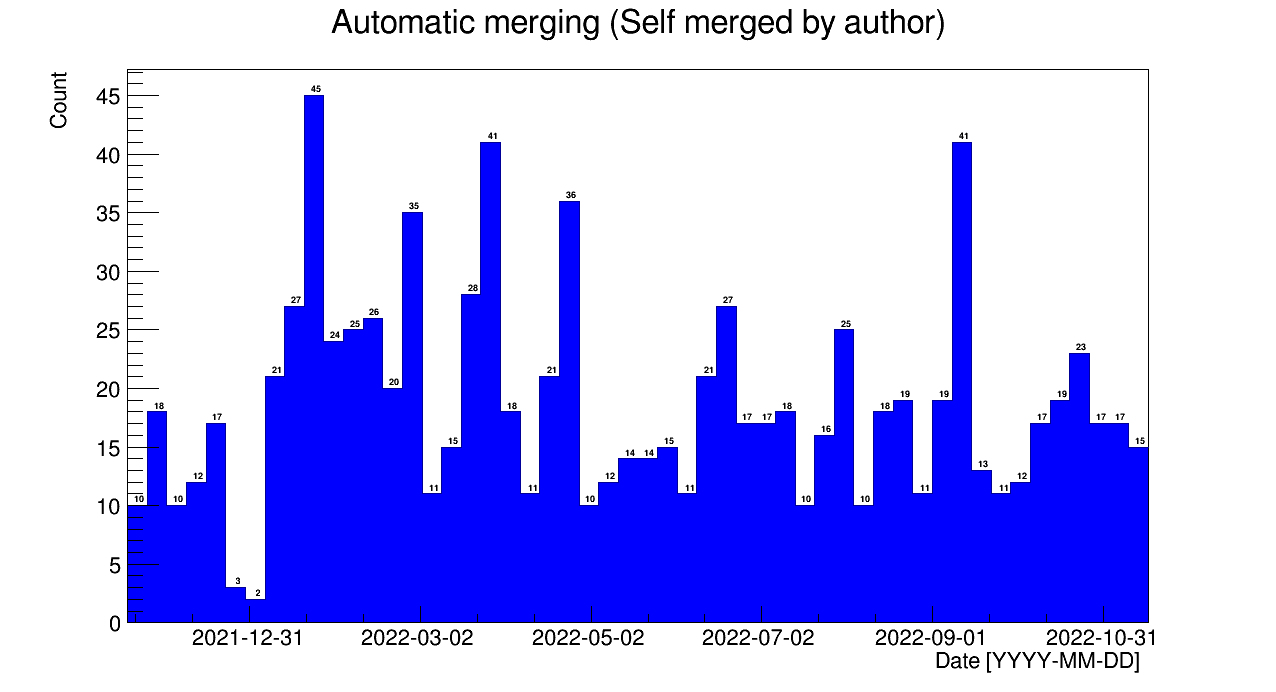 Automatic merging (Self merged by author)
Count
45
40
35
30
25
20
15
10
5
0
10 18 10 12 17 3 2 21 27 45 24 25 26 20 35 11 15 28 41 18 11 21 36 10 12 14 14 15 11 21 27 17 17 18 10 16 25 10 18 19 11 19 41 13 11 12 17 19 23 17 17 15
2021-12-31 2022-03-02 2022-05-02 2022-07-02 2022-09-01 2022-10-31
Date [YYYY-MM-DD]